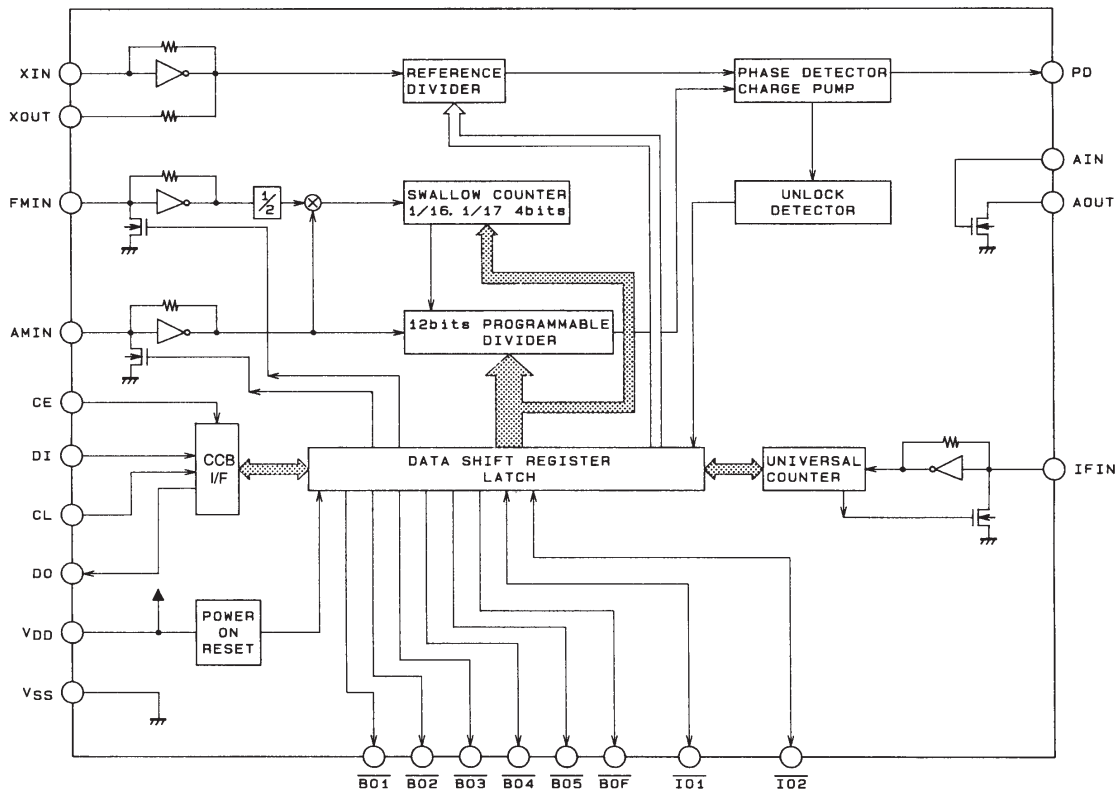 XIN
REFERENCE
DIVIDER
PHASE DETECTOR
CHARGE PUMP
PD
XOUT
AIN
FMIN
1/2
SWALLOW COUNTER
1/16, 1/17 4bits
UNLOCK
DETECTOR
AOUT
AMIN
12bits PROGRAMMABLE
DIVIDER
CE
DI
CCB
I/F
DATA SHIFT REGISTER
LATCH
UNIVERSAL
COUNTER
IFIN
CL
DO
POWER
ON
RESET
VDD
VSS
BO1
BO2
BO3
BO4
BO5
BOF
IO1
IO2